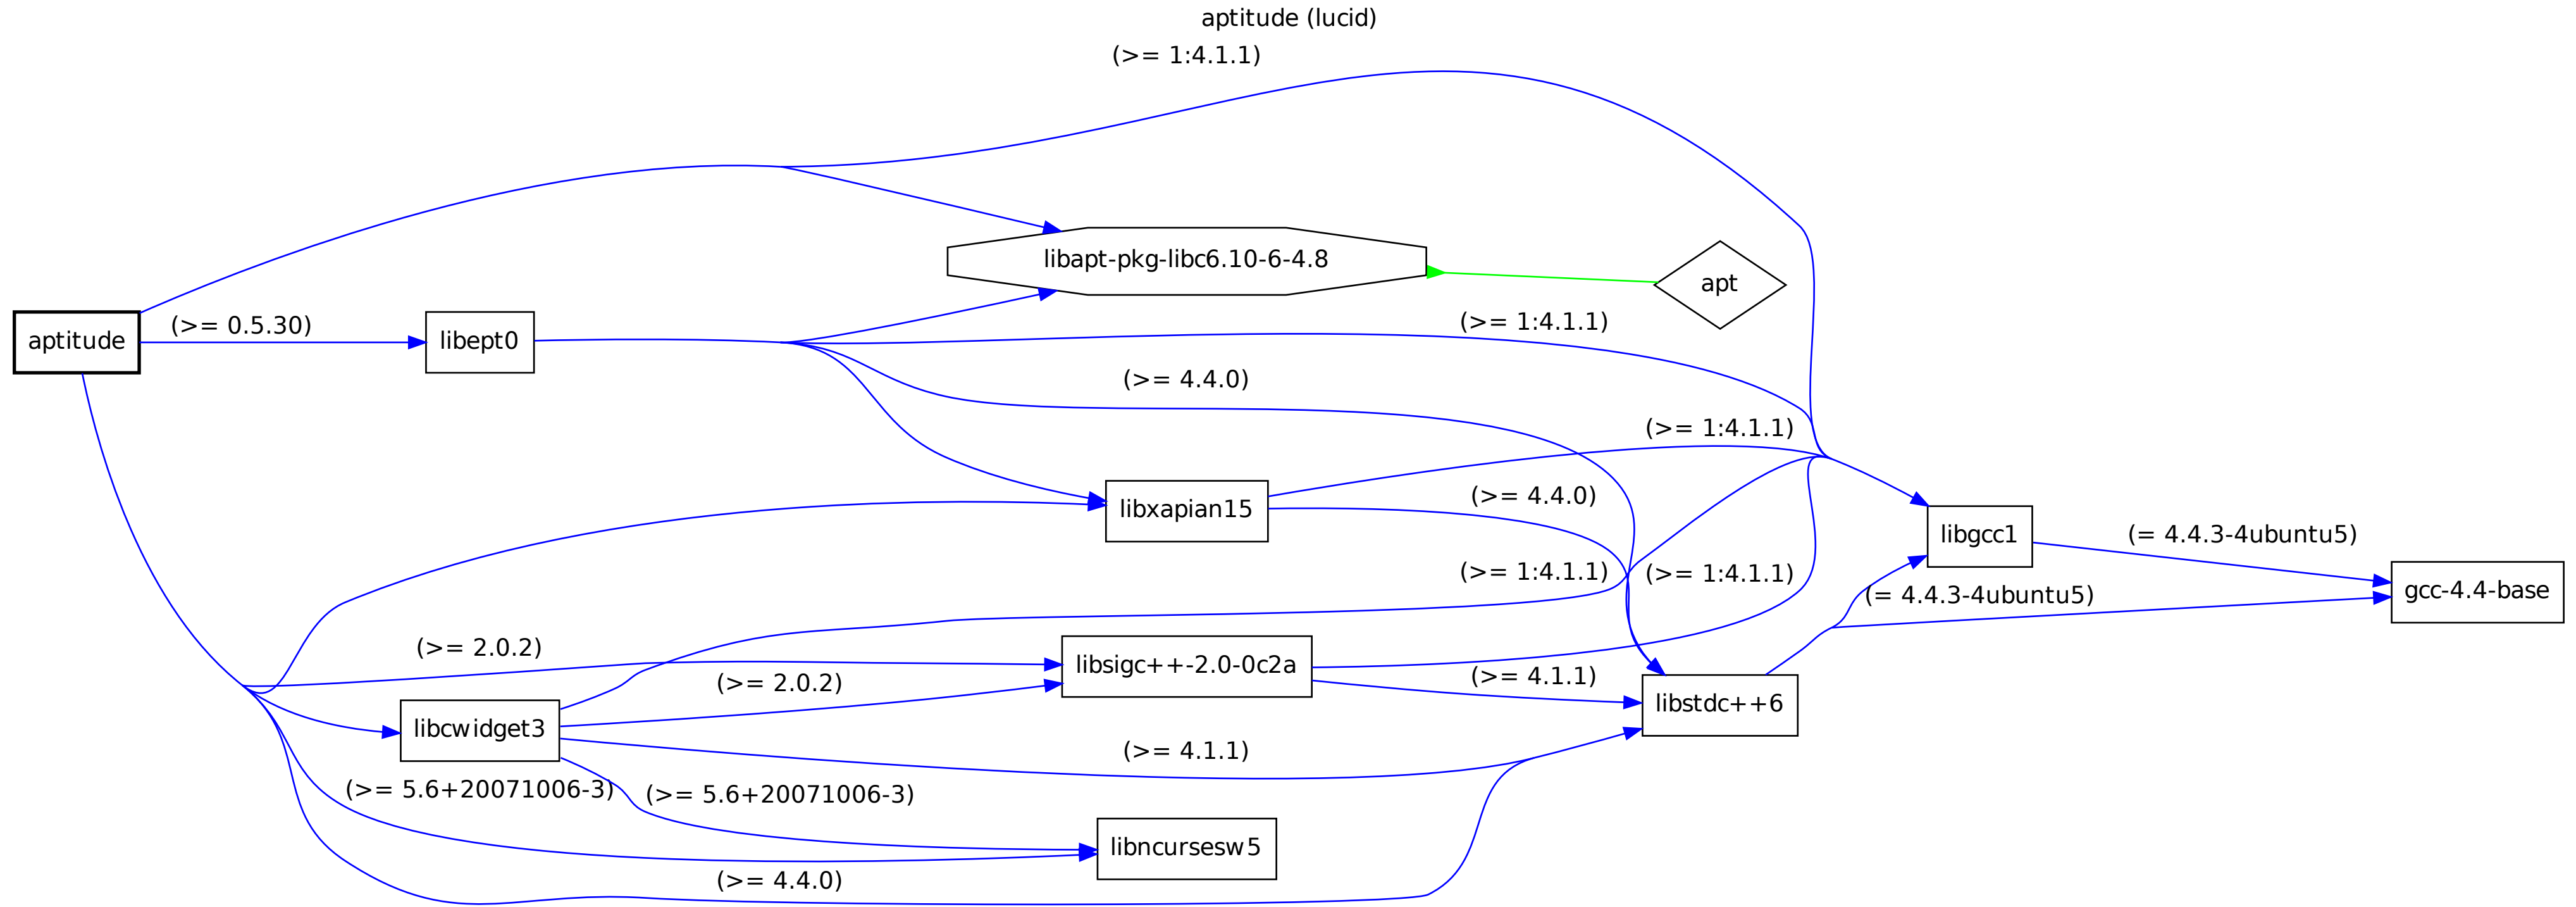 aptitude (lucid)
(>= 1:4.1.1)
libapt-pkg-libc6.10-6-4.8
apt
aptitude
(>= 0.5.30)
libept0
(>= 1:4.1.1)
(>= 4.4.0)
(>= 1:4.1.1)
libxapian15
(>= 4.4.0)
libgcc1
(= 4.4.3-4ubuntu5)
(>= 1:4.1.1)
(>= 1:4.1.1)
(= 4.4.3-4ubuntu5)
gcc-4.4-base
(>= 2.0.2)
(>= 2.0.2)
libsigc++-2.0-0c2a
(>= 4.1.1)
libstdc++6
libcwidget3
(>= 4.1.1)
(>= 5.6+20071006-3)
(>= 5.6+20071006-3)
libncursesw5
(>= 4.4.0)